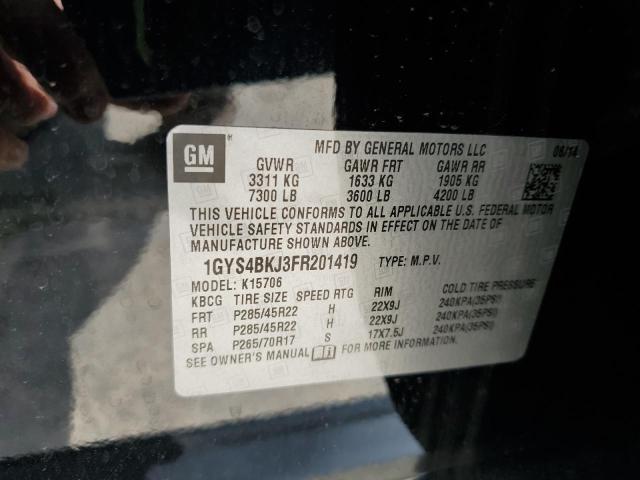 GM
MFD BY GENERAL MOTORS LLC 06/14
GVWR GAWR FRT GAWR RR
3311 KG 1633 KG 1905 KG
7300 LB 3600 LB 4200 LB
THIS VEHICLE CONFORMS TO ALL APPLICABLE U.S. FEDERAL MOTOR
VEHICLE SAFETY STANDARDS IN EFFECT ON THE DATE OF
MANUFACTURE SHOWN ABOVE.
1GYS4BKJ3FR201419 TYPE: M.P.V.
MODEL: K15706
KBCG TIRE SIZE SPEED RTG RIM COLD TIRE PRESSURE
FRT P285/45R22 H 22X9J 240KPA(35PSI)
RR P285/45R22 H 22X9J 240KPA(35PSI)
SPA P265/70R17 S 17X7.5J 240KPA(35PSI)
SEE OWNER'S MANUAL FOR MORE INFORMATION.